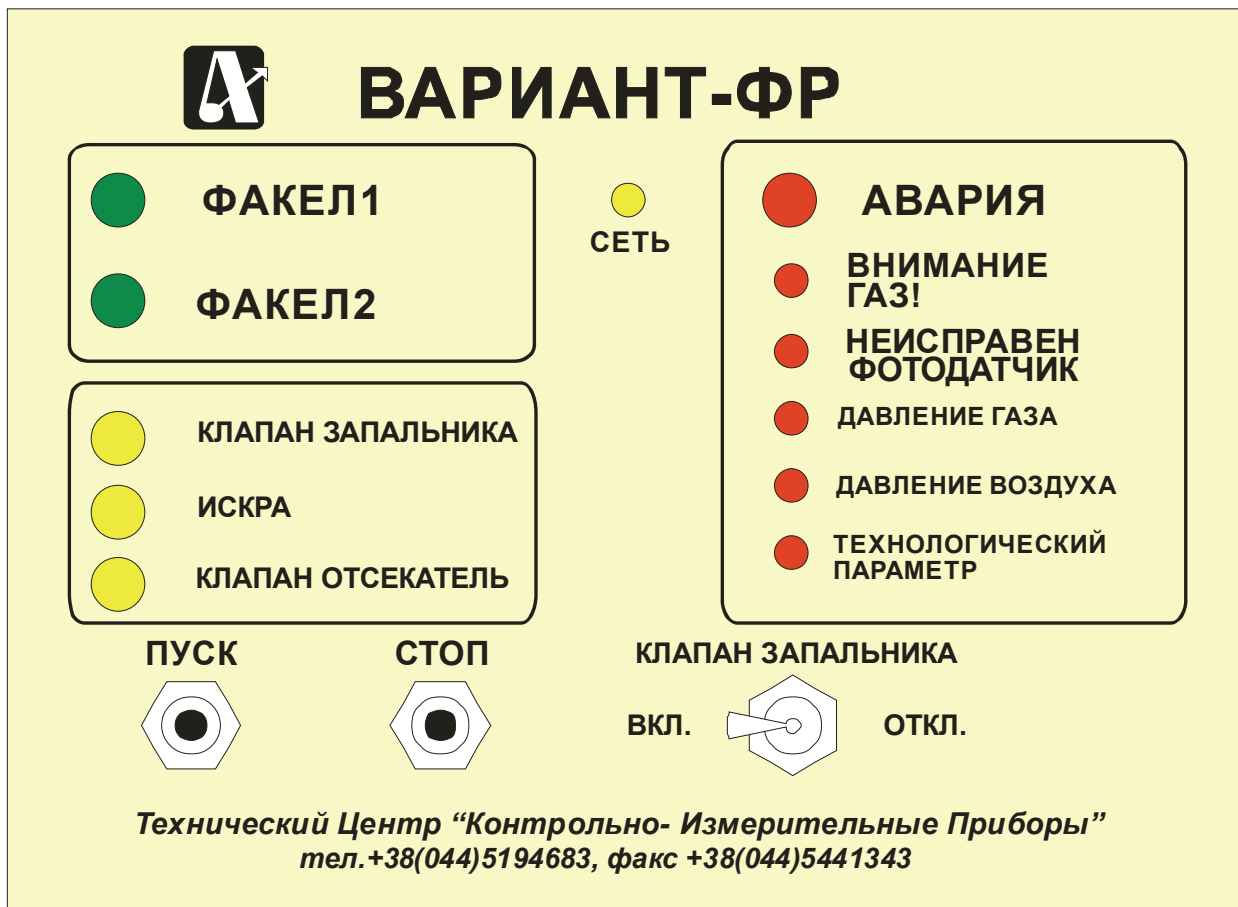 ВАРИАНТ-ФР
ФАКЕЛ1
ФАКЕЛ2
СЕТЬ
КЛАПАН ЗАПАЛЬНИКА
ИСКРА
КЛАПАН ОТСЕКАТЕЛЬ
АВАРИЯ
ВНИМАНИЕ
ГАЗ!
НЕИСПРАВЕН
ФОТОДАТЧИК
ДАВЛЕНИЕ ГАЗА
ДАВЛЕНИЕ ВОЗДУХА
ТЕХНОЛОГИЧЕСКИЙ
ПАРАМЕТР
ПУСК
СТОП
КЛАПАН ЗАПАЛЬНИКА
ВКЛ.
ОТКЛ.
Технический Центр “Контрольно- Измерительные Приборы”
тел.+38(044)5194683, факс +38(044)5441343